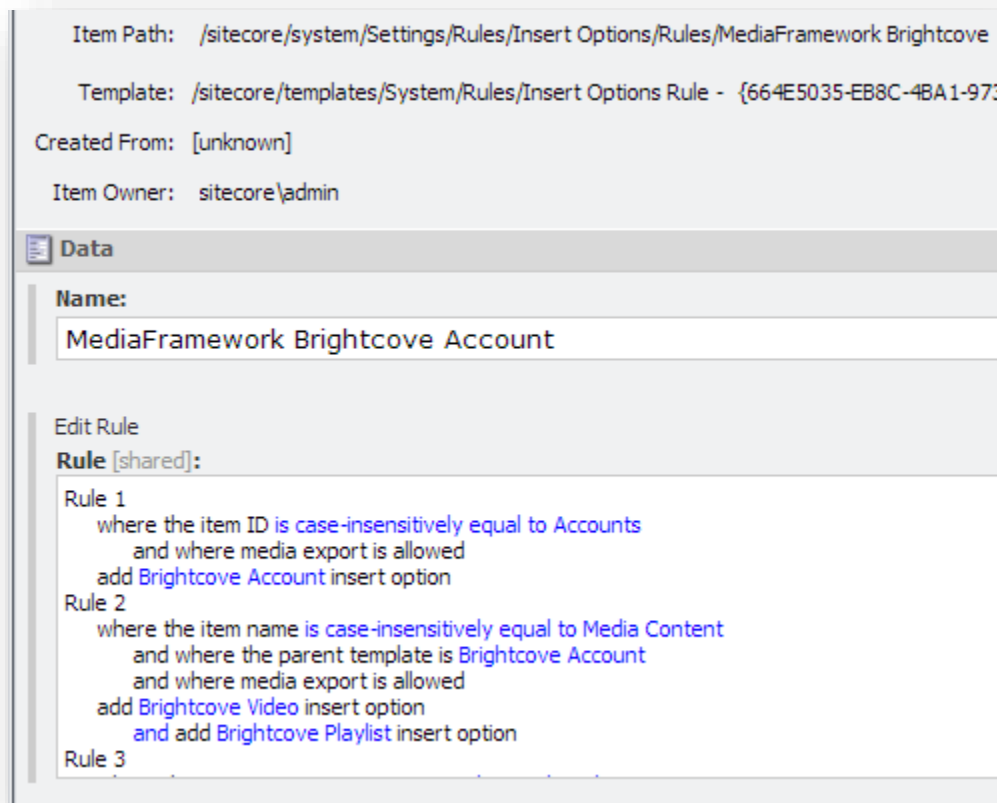 Item Path: /sitecore/system/Settings/Rules/Insert Options/Rules/MediaFramework Brightcove
Template: /sitecore/templates/System/Rules/Insert Options Rule - {664E5035-EB8C-4BA1-973
Created From: [unknown]
Item Owner: sitecore\admin
Data
Name:
MediaFramework Brightcove Account
Edit Rule
Rule [shared]:
Rule 1
where the item ID is case-insensitively equal to Accounts
and where media export is allowed
add Brightcove Account insert option
Rule 2
where the item name is case-insensitively equal to Media Content
and where the parent template is Brightcove Account
and where media export is allowed
add Brightcove Video insert option
and add Brightcove Playlist insert option
Rule 3